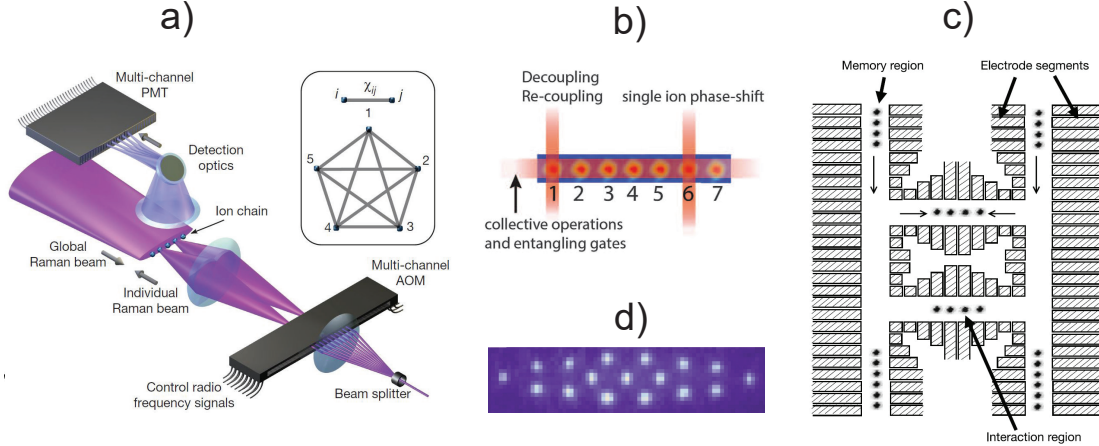 a)
Multi-channel
PMT
Detection
optics
Ion chain
Global
Raman beam
Individual
Raman beam
Multi-channel
AOM
Control radio
frequency signals
Beam splitter
χij
i
j
1
2
3
4
5
b)
Decoupling
Re-coupling
single ion phase-shift
1 2 3 4 5 6 7
collective operations
and entangling gates
c)
Memory region
Electrode segments
Interaction region
d)